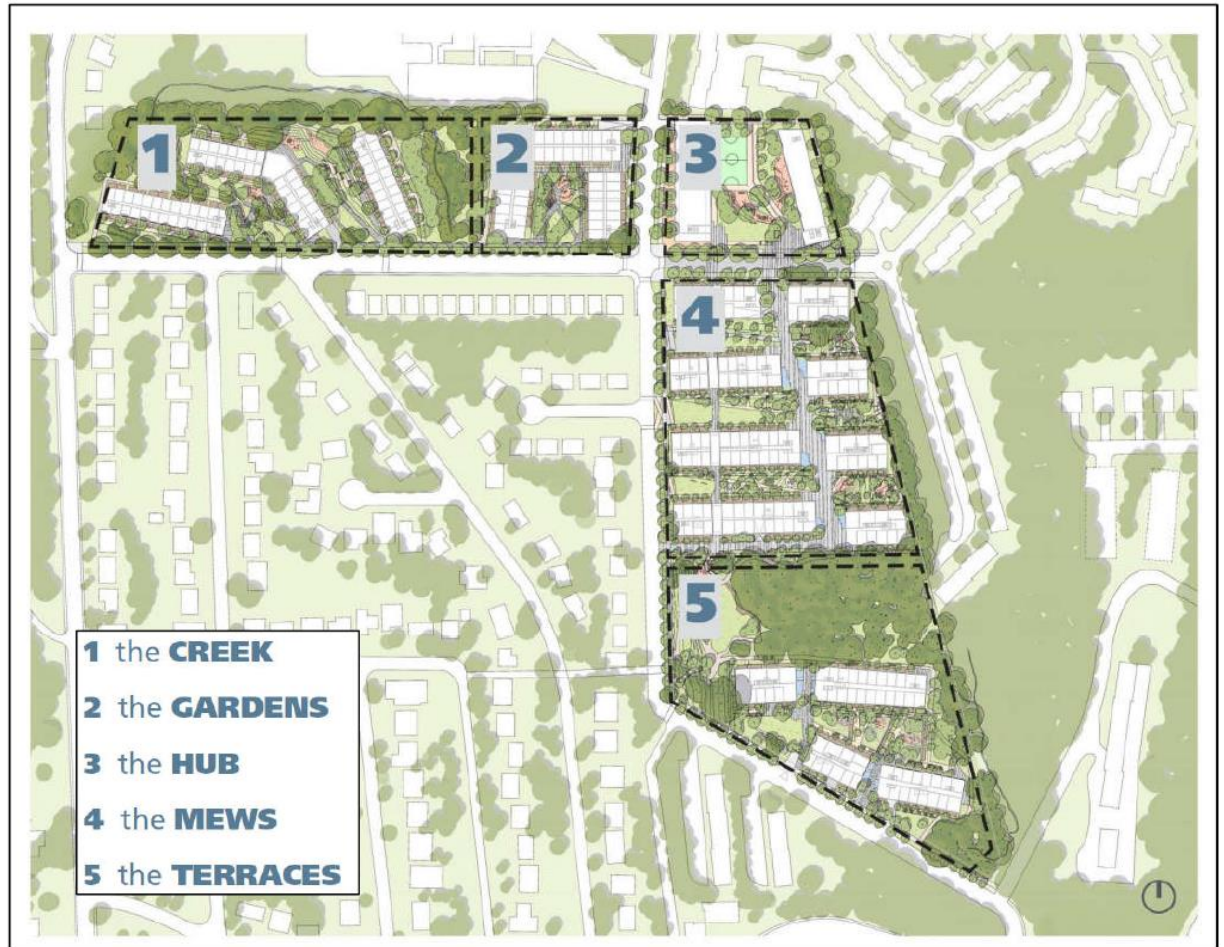 1
2
3
4
5
1 the CREEK
2 the GARDENS
3 the HUB
4 the MEWS
5 the TERRACES